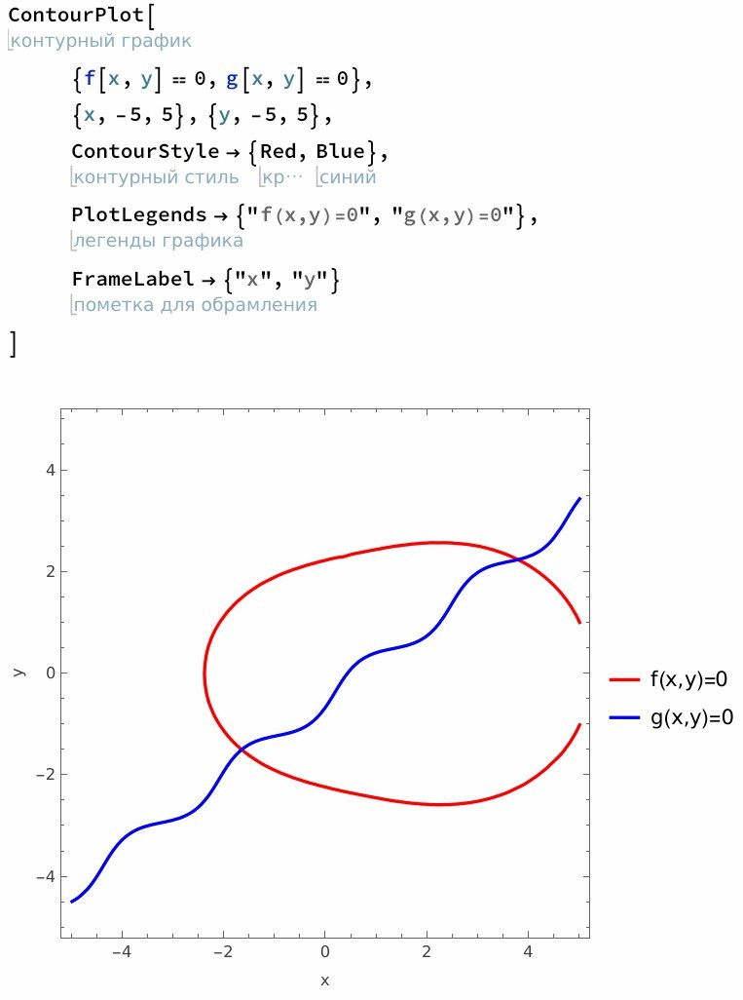 ContourPlot[
контурный график
{f[x, y] == 0, g[x, y] == 0},
{x, -5, 5}, {y, -5, 5},
ContourStyle → {Red, Blue},
контурный стиль кр⋯ синий
PlotLegends → {"f(x,y)=0", "g(x,y)=0"},
легенды графика
FrameLabel → {"x", "y"}
пометка для обрамления
]
4
2
y
0
f(x,y)=0
g(x,y)=0
−2
−4
−4 −2 0 2 4
x